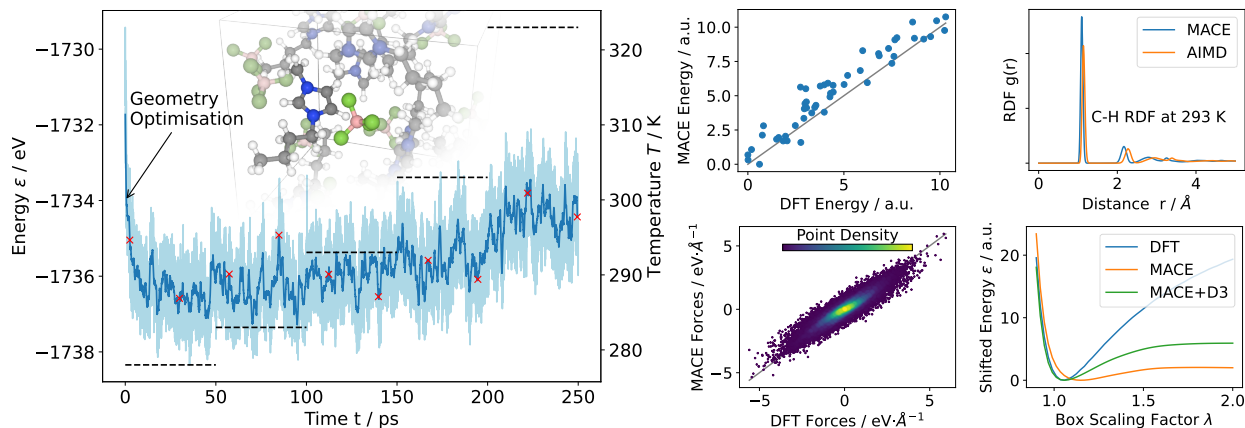 −1730
−1732
−1734
−1736
−1738
Energy ε / eV
Geometry
Optimisation
0
50
100
150
200
250
Time t / ps
320
310
300
290
280
Temperature T / K
10.0
7.5
5.0
2.5
0.0
MACE Energy / a.u.
0
5
10
DFT Energy / a.u.
RDF g(r)
MACE
AIMD
C-H RDF at 293 K
0
2
4
Distance r / Å
5
0
−5
MACE Forces / eV·Å⁻¹
Point Density
−5
0
5
DFT Forces / eV·Å⁻¹
20
10
0
Shifted Energy ε / a.u.
DFT
MACE
MACE+D3
1.0
1.5
2.0
Box Scaling Factor λ